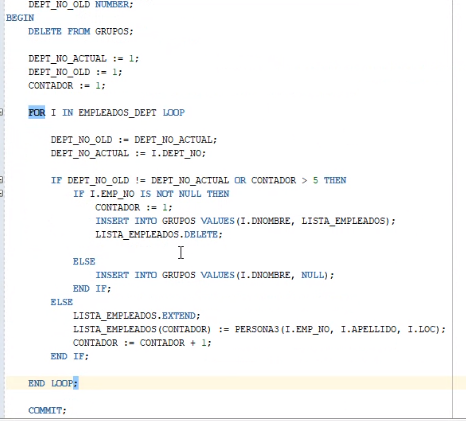 DEPT_NO_OLD NUMBER;
BEGIN
DELETE FROM GRUPOS;
DEPT_NO_ACTUAL := 1;
DEPT_NO_OLD := 1;
CONTADOR := 1;
FOR I IN EMPLEADOS_DEPT LOOP
DEPT_NO_OLD := DEPT_NO_ACTUAL;
DEPT_NO_ACTUAL := I.DEPT_NO;
IF DEPT_NO_OLD != DEPT_NO_ACTUAL OR CONTADOR > 5 THEN
IF I.EMP_NO IS NOT NULL THEN
CONTADOR := 1;
INSERT INTO GRUPOS VALUES(I.DNOMBRE, LISTA_EMPLEADOS);
LISTA_EMPLEADOS.DELETE;
ELSE
INSERT INTO GRUPOS VALUES(I.DNOMBRE, NULL);
END IF;
ELSE
LISTA_EMPLEADOS.EXTEND;
LISTA_EMPLEADOS(CONTADOR) := PERSONA3(I.EMP_NO, I.APELLIDO, I.LOC);
CONTADOR := CONTADOR + 1;
END IF;
END LOOP;
COMMIT;